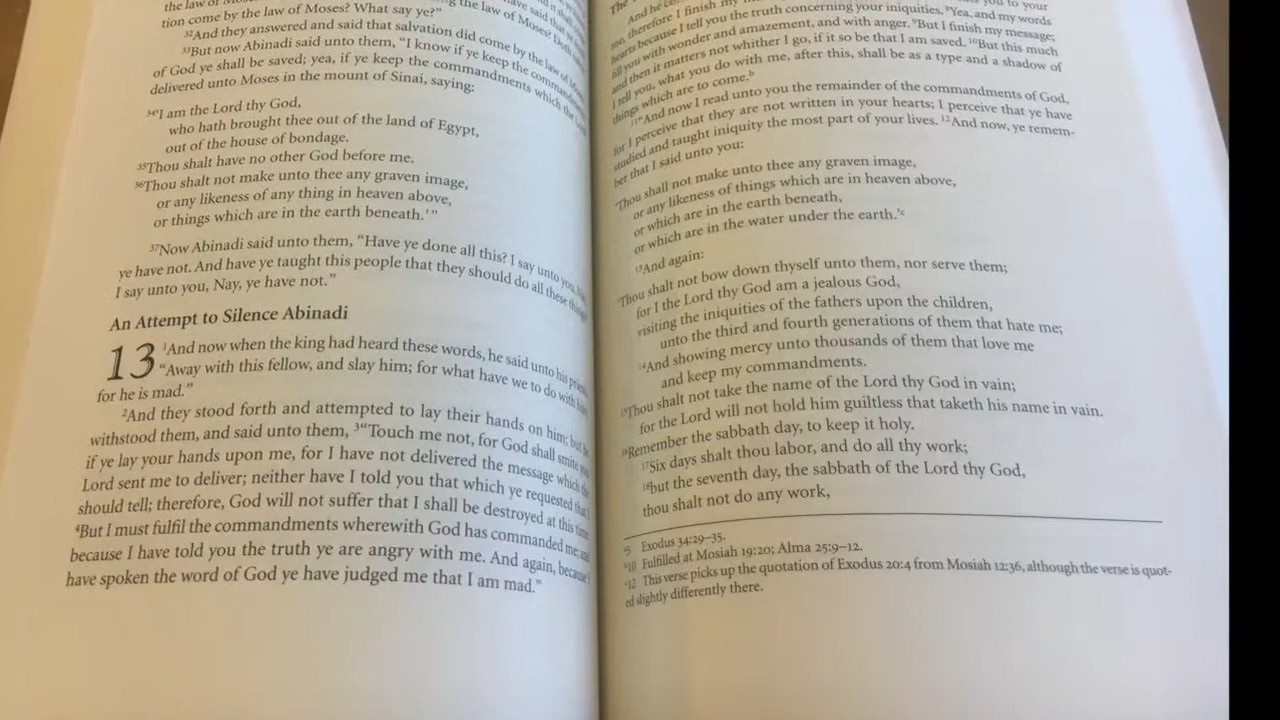 the law of Moses
tion come by the law of Moses? What say ye?”
32And they answered and said that salvation did come by the law of
33But now Abinadi said unto them, “I know if ye keep the
of God ye shall be saved; yea, if ye keep the commandments which the
delivered unto Moses in the mount of Sinai, saying:
34“‘I am the Lord thy God,
who hath brought thee out of the land of Egypt,
out of the house of bondage.
35Thou shalt have no other God before me.
36Thou shalt not make unto thee any graven image,
or any likeness of any thing in heaven above,
or things which are in the earth beneath.’”
37Now Abinadi said unto them, “Have ye done all this? I say unto you,
ye have not. And have ye taught this people that they should do all these
I say unto you, Nay, ye have not.”
An Attempt to Silence Abinadi
13 1And now when the king had heard these words, he said unto his
“Away with this fellow, and slay him; for what have we to do with
for he is mad.”
2And they stood forth and attempted to lay their hands on him; but
withstood them, and said unto them, 3“Touch me not, for God shall smite
if ye lay your hands upon me, for I have not delivered the message which
Lord sent me to deliver; neither have I told you that which ye requested
should tell; therefore, God will not suffer that I shall be destroyed at this
4But I must fulfil the commandments wherewith God has commanded me;
because I have told you the truth ye are angry with me. And again, because
have spoken the word of God ye have judged me that I am mad.”
The
And he
me, therefore I finish my
hearts because I tell you the truth concerning your iniquities. 8Yea, and my words
fill you with wonder and amazement, and with anger. 9But I finish my message;
and then it matters not whither I go, if it so be that I am saved. 10But this much
I tell you, what you do with me, after this, shall be as a type and a shadow of
things which are to come.b
11“And now I read unto you the remainder of the commandments of God,
for I perceive that they are not written in your hearts; I perceive that ye have
studied and taught iniquity the most part of your lives. 12And now, ye remem-
ber that I said unto you:
‘Thou shall not make unto thee any graven image,
or any likeness of things which are in heaven above,
or which are in the earth beneath,
or which are in the water under the earth.’c
13“And again:
‘Thou shalt not bow down thyself unto them, nor serve them;
for I the Lord thy God am a jealous God,
visiting the iniquities of the fathers upon the children,
unto the third and fourth generations of them that hate me;
14And showing mercy unto thousands of them that love me
and keep my commandments.
15Thou shalt not take the name of the Lord thy God in vain;
for the Lord will not hold him guiltless that taketh his name in vain.
16Remember the sabbath day, to keep it holy.
17Six days shalt thou labor, and do all thy work;
18but the seventh day, the sabbath of the Lord thy God,
thou shalt not do any work,
a5 Exodus 34:29–35.
b10 Fulfilled at Mosiah 19:20; Alma 25:9–12.
c12 This verse picks up the quotation of Exodus 20:4 from Mosiah 12:36, although the verse is quot-
ed slightly differently there.